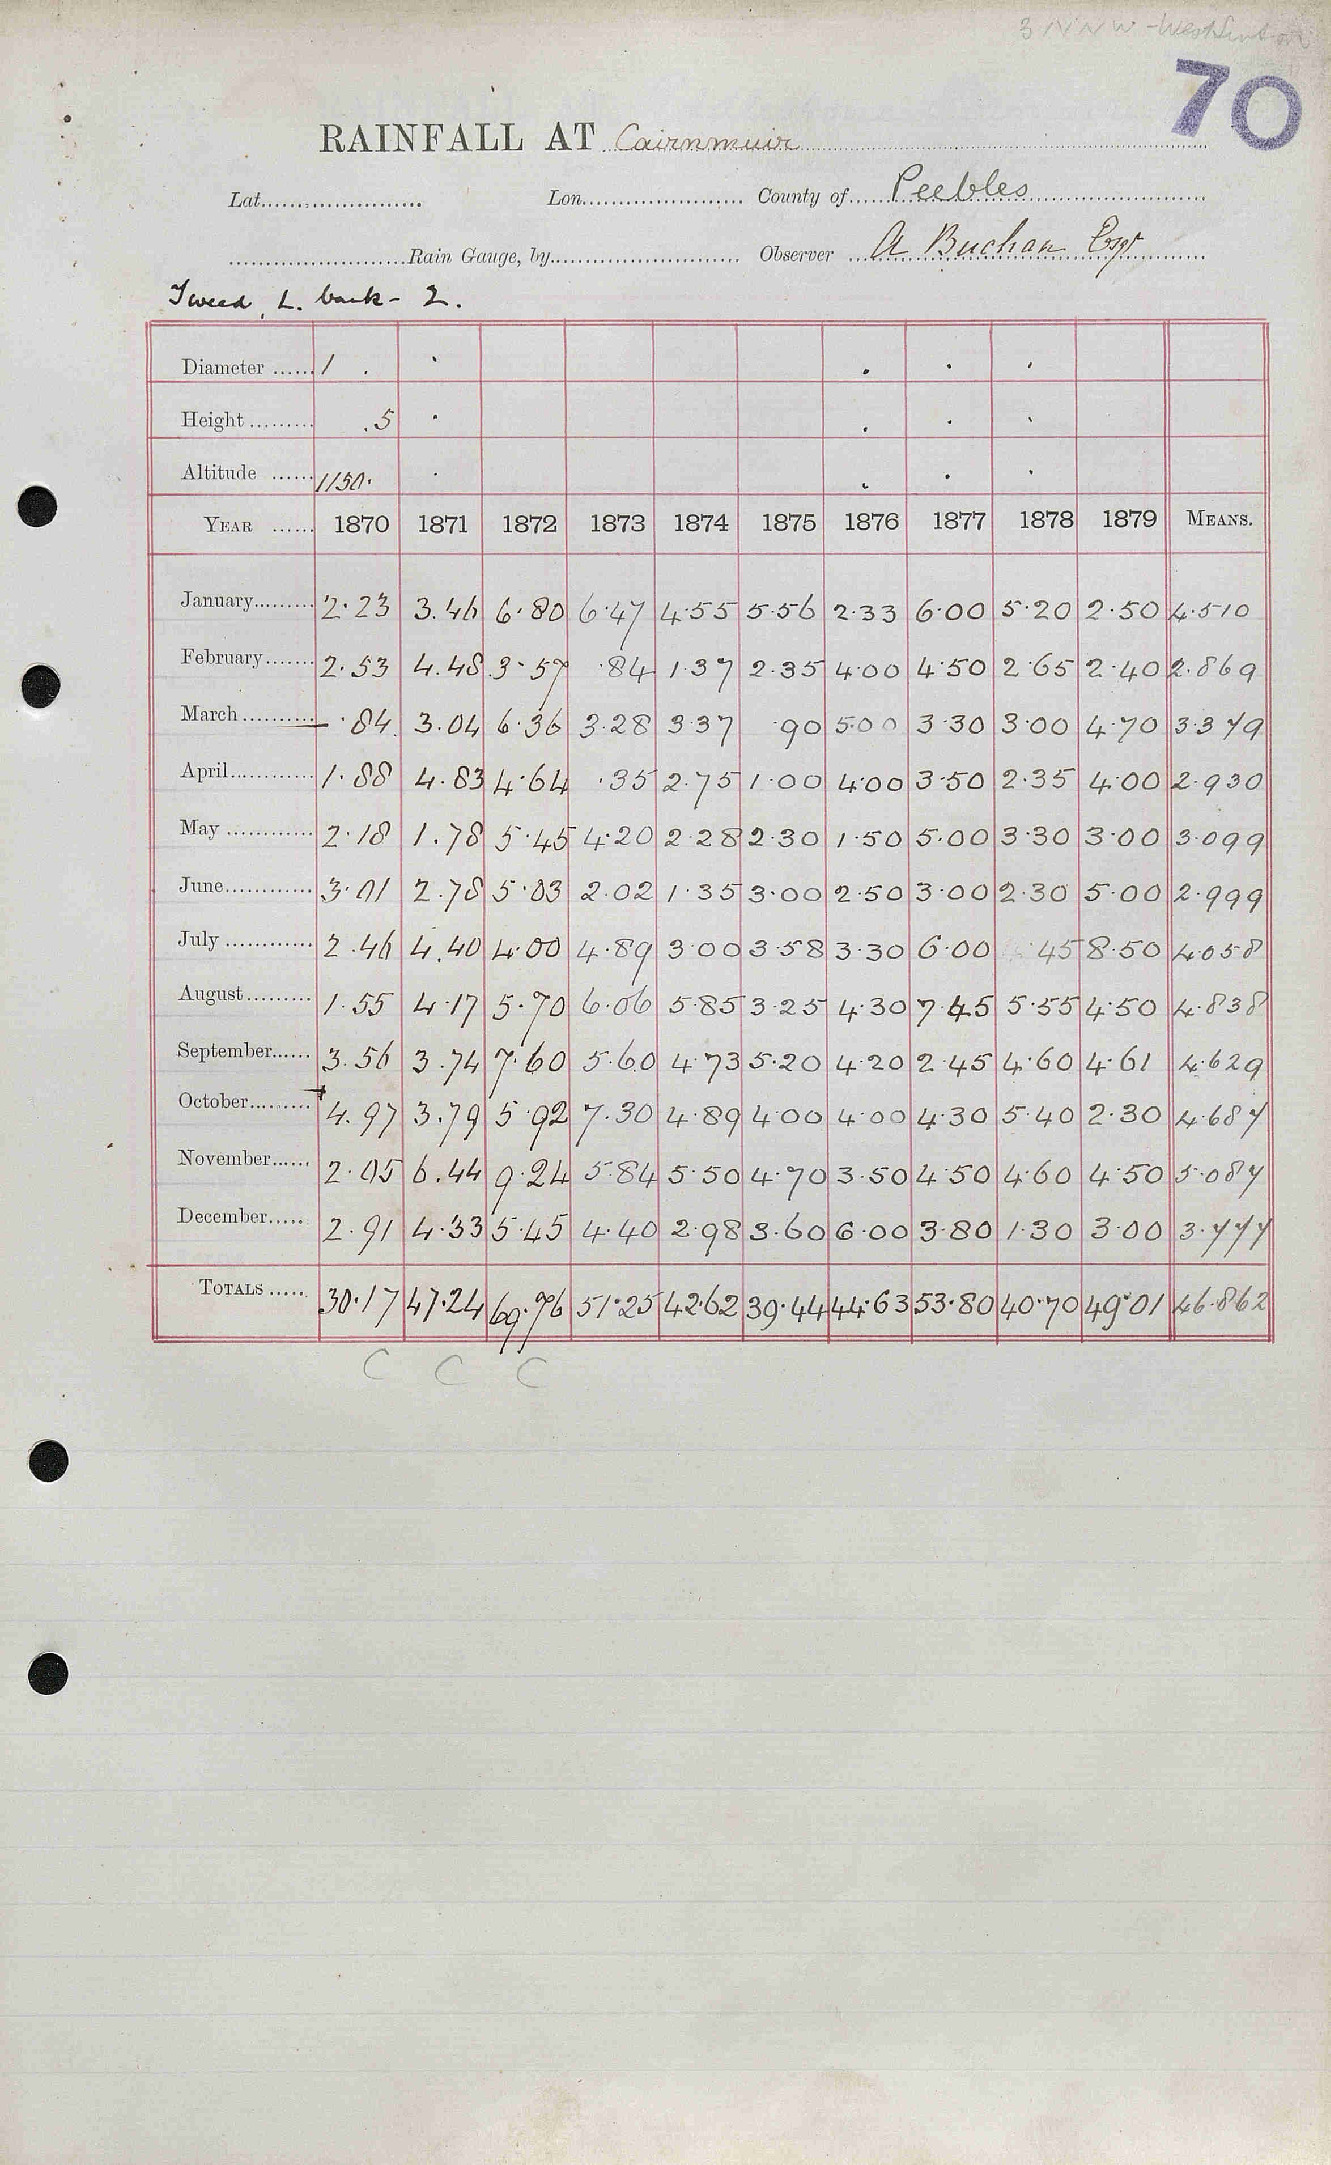 3 NNW
70
RAINFALL AT Cairnmuir
Lat. Lon. County of Peebles
Rain Gauge, by Observer A Buchan Esqr
Tweed, L. bank - 2.
Diameter 1 .
Height .5
Altitude 1150.
YEAR 1870 1871 1872 1873 1874 1875 1876 1877 1878 1879 MEANS.
January 2.23 3.46 6.80 6.47 4.55 5.56 2.33 6.00 5.20 2.50 4.510
February 2.53 4.48 3.57 .84 1.37 2.35 4.00 4.50 2.65 2.40 2.869
March .84 3.04 6.36 3.28 3.37 .90 5.00 3.30 3.00 4.70 3.379
April 1.88 4.83 4.64 .35 2.75 1.00 4.00 3.50 2.35 4.00 2.930
May 2.18 1.78 5.45 4.20 2.28 2.30 1.50 5.00 3.30 3.00 3.099
June 3.01 2.78 5.03 2.02 1.35 3.00 2.50 3.00 2.30 5.00 2.999
July 2.46 4.40 4.00 4.89 3.00 3.58 3.30 6.00 .45 8.50 4.058
August 1.55 4.17 5.70 6.06 5.85 3.25 4.30 7.45 5.55 4.50 4.838
September 3.56 3.74 7.60 5.60 4.73 5.20 4.20 2.45 4.60 4.61 4.629
October 4.97 3.79 5.92 7.30 4.89 4.00 4.00 4.30 5.40 2.30 4.687
November 2.05 6.44 9.24 5.84 5.50 4.70 3.50 4.50 4.60 4.50 5.087
December 2.91 4.33 5.45 4.40 2.98 3.60 6.00 3.80 1.30 3.00 3.777
TOTALS 30.17 47.24 69.76 51.25 42.62 39.44 44.63 53.80 40.70 49.01 46.862
C C C